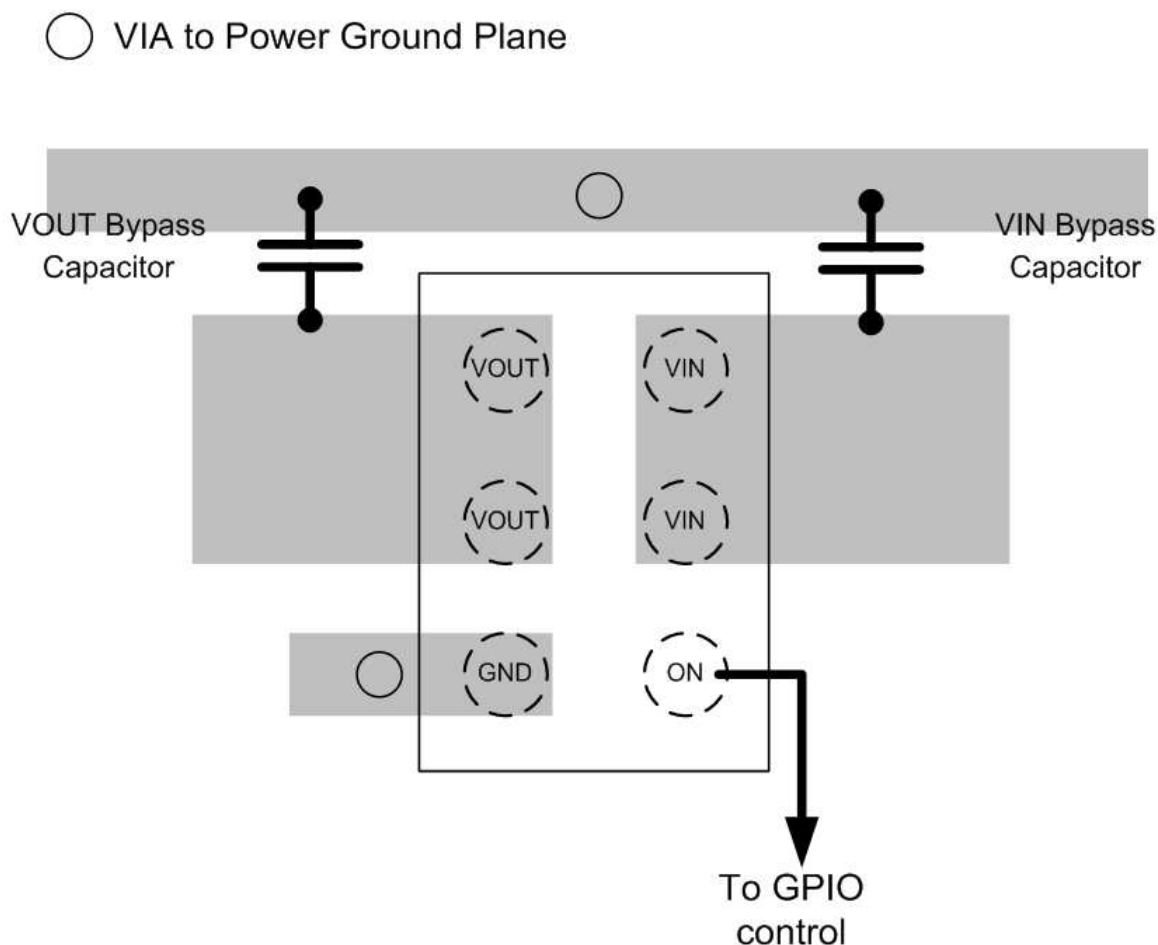 VIA to Power Ground Plane
VOUT Bypass
Capacitor
VIN Bypass
Capacitor
VOUT
VIN
VOUT
VIN
GND
ON
To GPIO
control